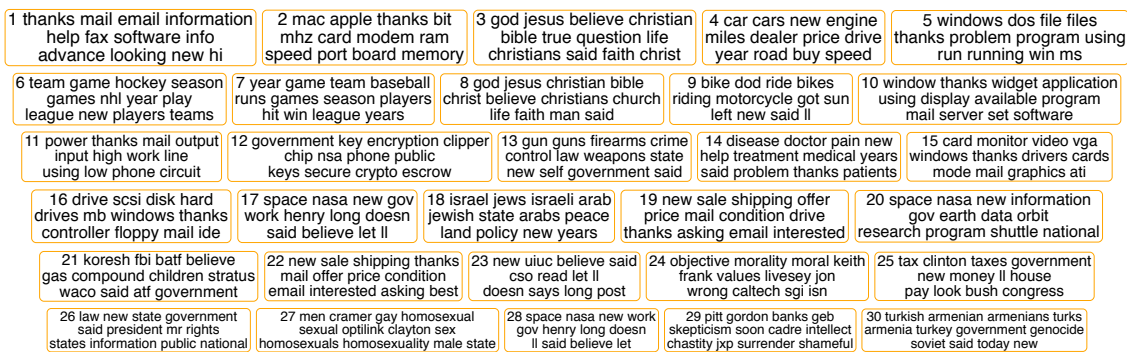 1 thanks mail email information
help fax software info
advance looking new hi
2 mac apple thanks bit
mhz card modem ram
speed port board memory
3 god jesus believe christian
bible true question life
christians said faith christ
4 car cars new engine
miles dealer price drive
year road buy speed
5 windows dos file files
thanks problem program using
run running win ms
6 team game hockey season
games nhl year play
league new players teams
7 year game team baseball
runs games season players
hit win league years
8 god jesus christian bible
christ believe christians church
life faith man said
9 bike dod ride bikes
riding motorcycle got sun
left new said ll
10 window thanks widget application
using display available program
mail server set software
11 power thanks mail output
input high work line
using low phone circuit
12 government key encryption clipper
chip nsa phone public
keys secure crypto escrow
13 gun guns firearms crime
control law weapons state
new self government said
14 disease doctor pain new
help treatment medical years
said problem thanks patients
15 card monitor video vga
windows thanks drivers cards
mode mail graphics ati
16 drive scsi disk hard
drives mb windows thanks
controller floppy mail ide
17 space nasa new gov
work henry long doesn
said believe let ll
18 israel jews israeli arab
jewish state arabs peace
land policy new years
19 new sale shipping offer
price mail condition drive
thanks asking email interested
20 space nasa new information
gov earth data orbit
research program shuttle national
21 koresh fbi batf believe
gas compound children stratus
waco said atf government
22 new sale shipping thanks
mail offer price condition
email interested asking best
23 new uiuc believe said
cso read let ll
doesn says long post
24 objective morality moral keith
frank values livesey jon
wrong caltech sgi isn
25 tax clinton taxes government
new money ll house
pay look bush congress
26 law new state government
said president mr rights
states information public national
27 men cramer gay homosexual
sexual optilink clayton sex
homosexuals homosexuality male state
28 space nasa new work
gov henry long doesn
ll said believe let
29 pitt gordon banks geb
skepticism soon cadre intellect
chastity jxp surrender shameful
30 turkish armenian armenians turks
armenia turkey government genocide
soviet said today new